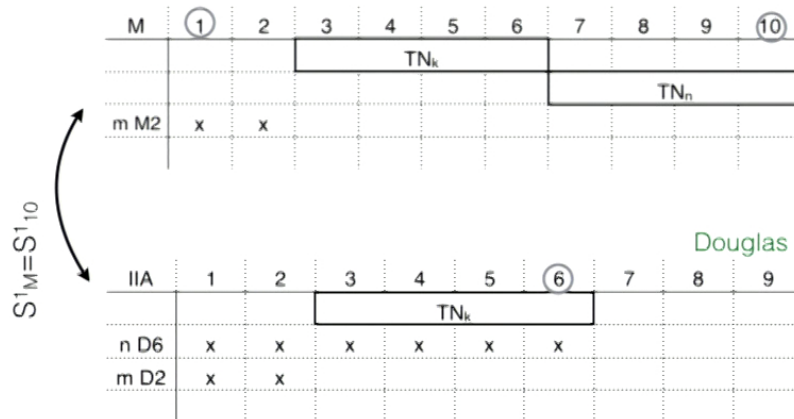 M 1 2 3 4 5 6 7 8 9 10
TNₖ
TNₙ
m M2 x x
S¹M=S¹10
Douglas
IIA 1 2 3 4 5 6 7 8 9
TNₖ
n D6 x x x x x x
m D2 x x